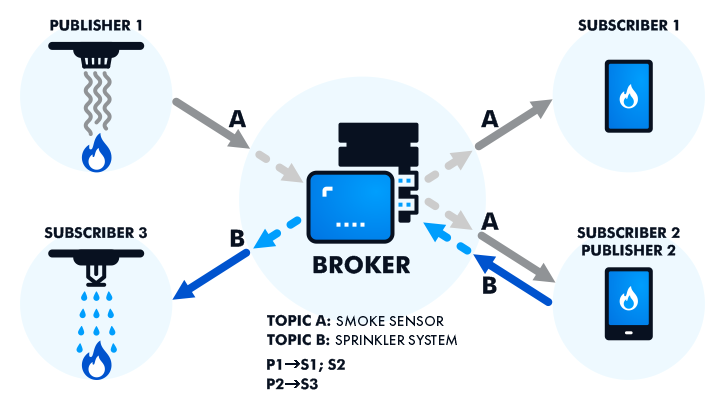 PUBLISHER 1
SUBSCRIBER 1
A
A
SUBSCRIBER 3
B
BROKER
A
B
SUBSCRIBER 2
PUBLISHER 2
TOPIC A: SMOKE SENSOR
TOPIC B: SPRINKLER SYSTEM
P1→S1; S2
P2→S3